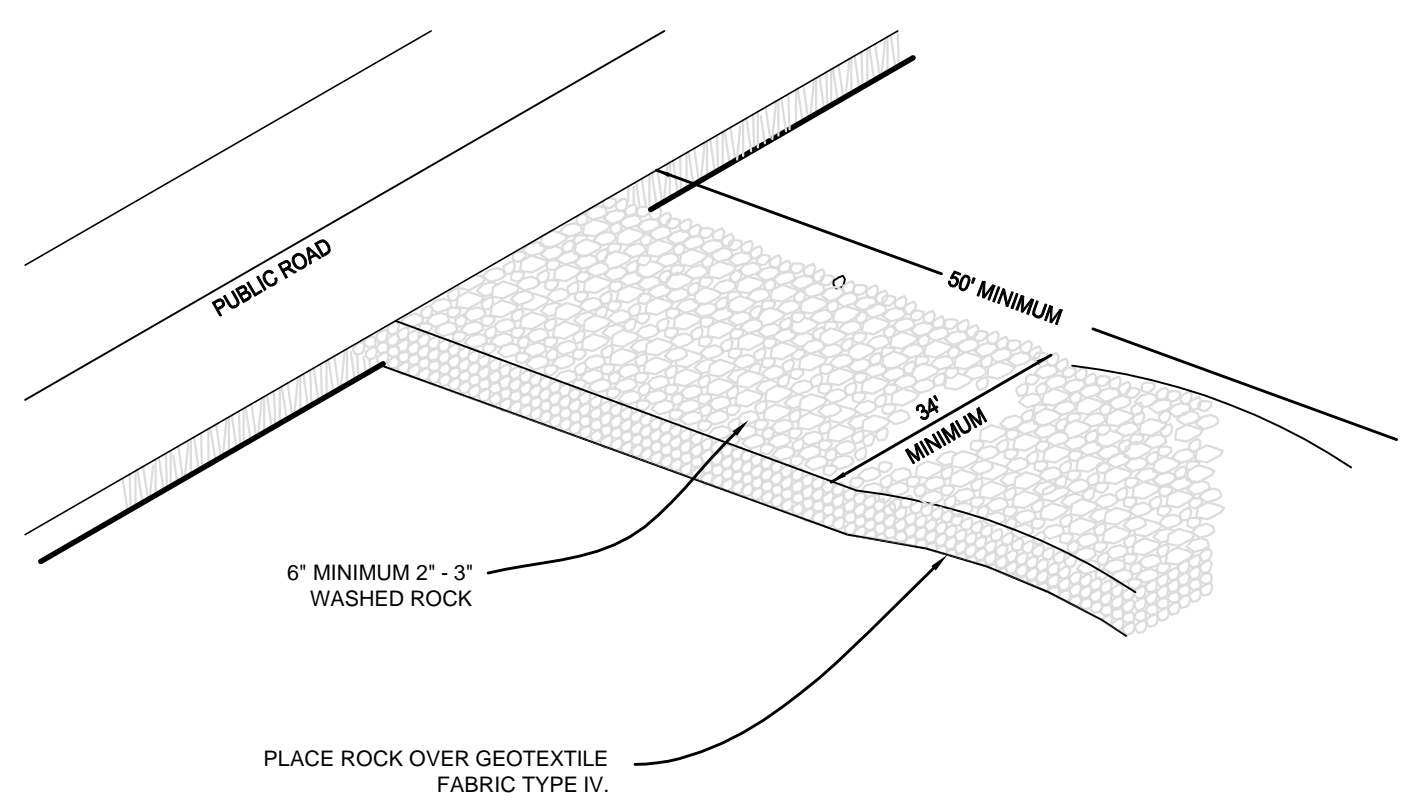 PUBLIC ROAD
50' MINIMUM
34'
MINIMUM
6" MINIMUM 2" - 3"
WASHED ROCK
PLACE ROCK OVER GEOTEXTILE
FABRIC TYPE IV.